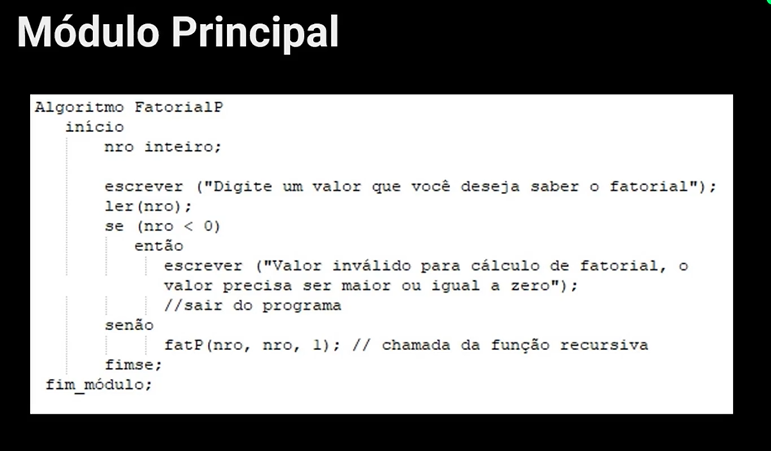 Módulo Principal
Algoritmo FatorialP
início
nro inteiro;
escrever ("Digite um valor que você deseja saber o fatorial");
ler(nro);
se (nro < 0)
então
escrever ("Valor inválido para cálculo de fatorial, o
valor precisa ser maior ou igual a zero");
//sair do programa
senão
fatP(nro, nro, 1); // chamada da função recursiva
fimse;
fim_módulo;